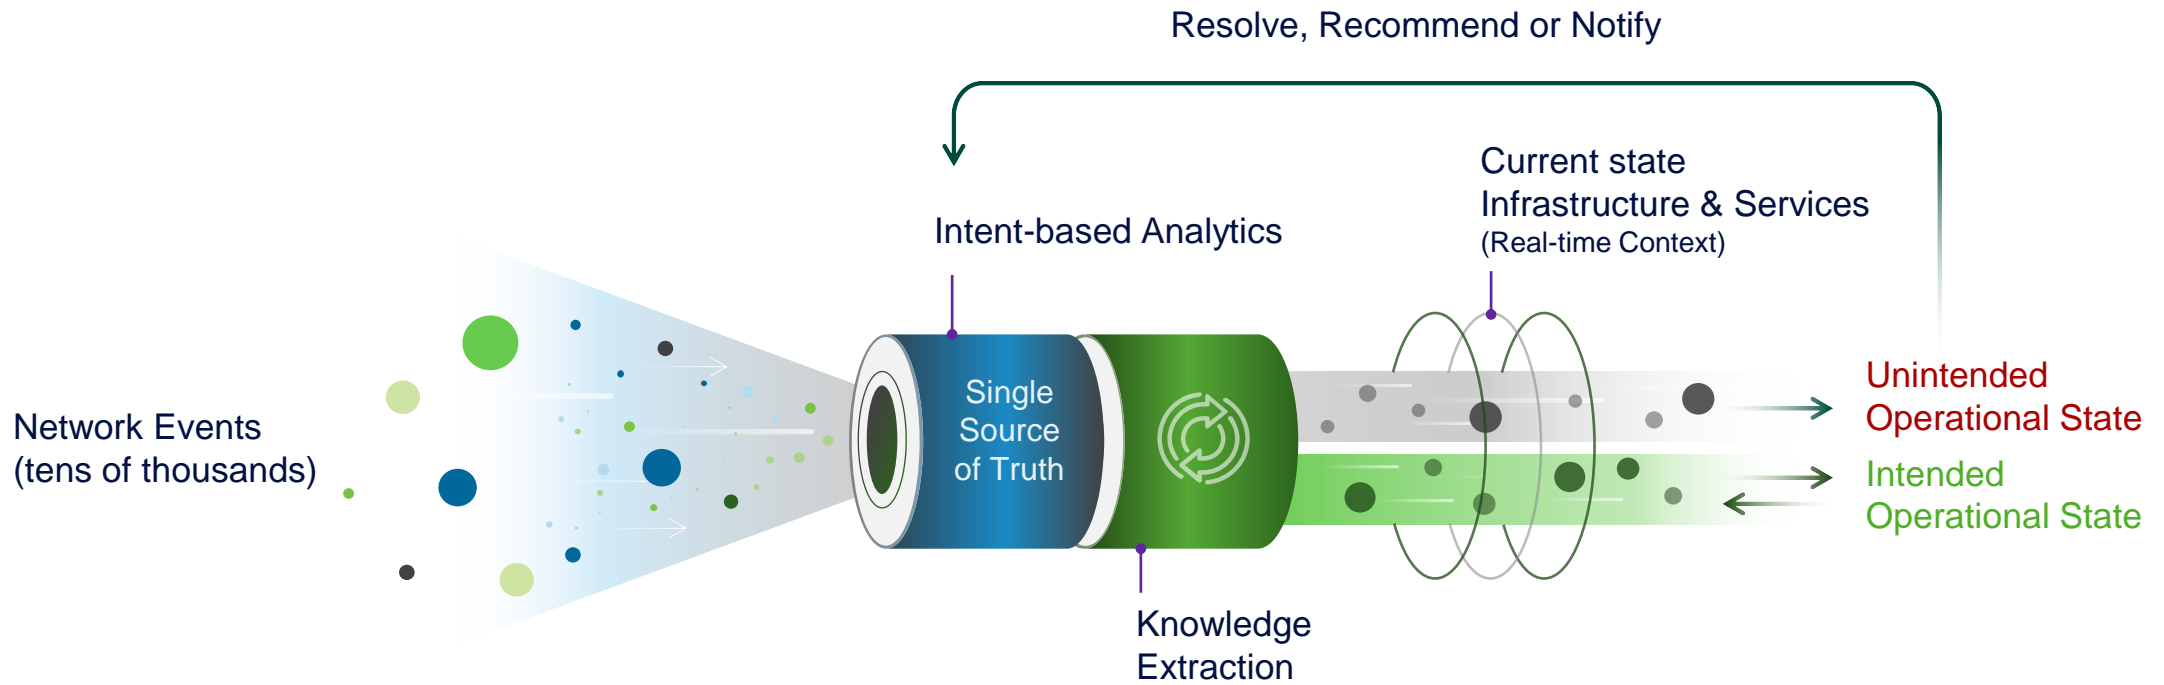 Resolve, Recommend or Notify
Current state
Infrastructure & Services
(Real-time Context)
Intent-based Analytics
Network Events
(tens of thousands)
Single
Source
of Truth
Unintended
Operational State
Intended
Operational State
Knowledge
Extraction